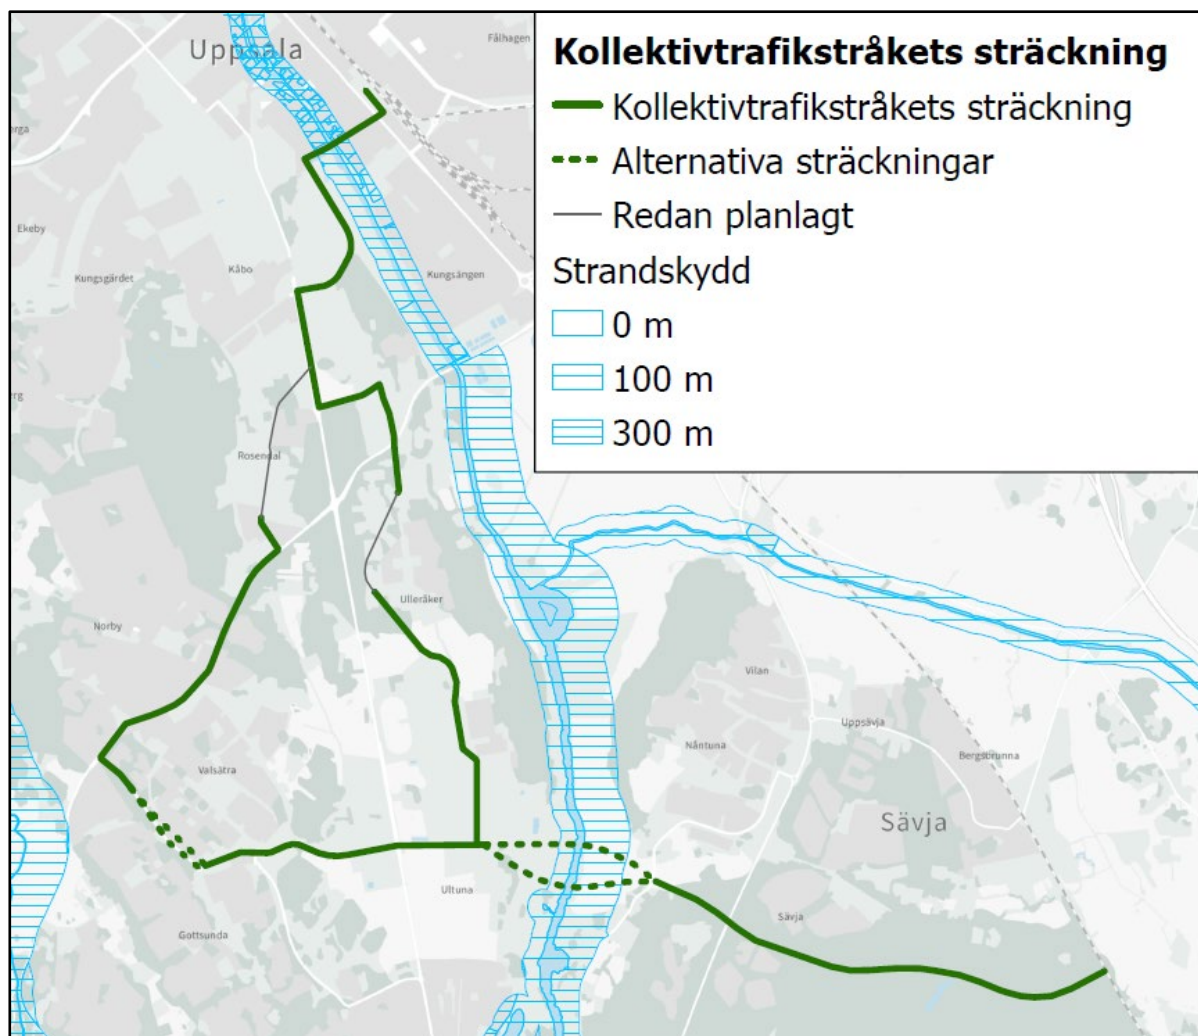 Uppsala
Fålhagen
Kollektivtrafikstråkets sträckning
Kollektivtrafikstråkets sträckning
Alternativa sträckningar
Redan planlagt
Strandskydd
0 m
100 m
300 m
Ekeby
Kungsgärdet
Kåbo
Kungsängen
Rosendal
Ulleråker
Norby
Vilan
Uppsävja
Nåntuna
Bergsbrunna
Valsätra
Sävja
Ultuna
Sävja
Gottsunda